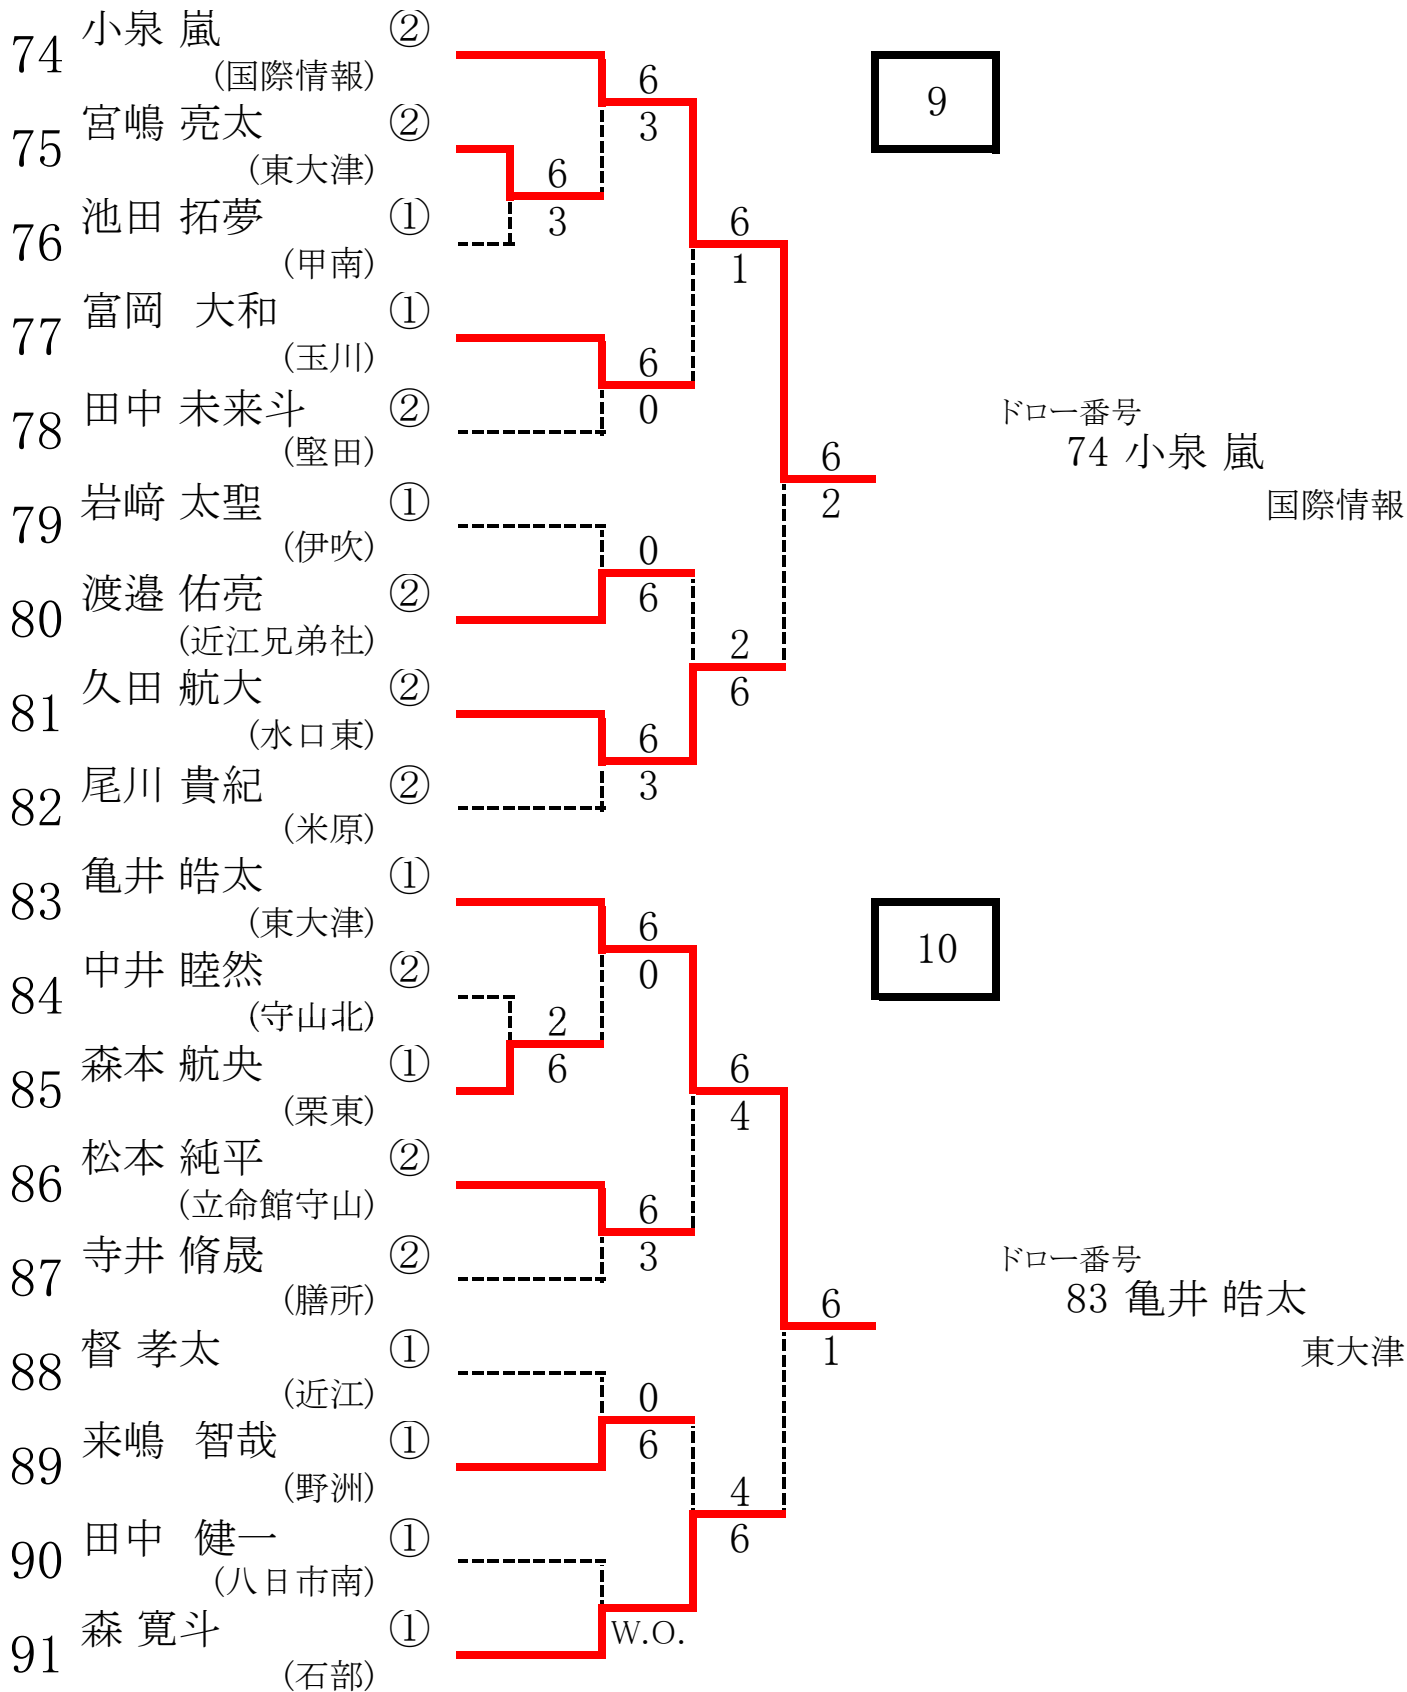 74 小泉 嵐 ②
(国際情報)
6
3
9
75 宮嶋 亮太 ②
(東大津)
6
3
76 池田 拓夢 ①
(甲南)
6
1
77 富岡 大和 ①
(玉川)
6
0
78 田中 未来斗 ②
(堅田)
ドロー番号
74 小泉 嵐
国際情報
6
2
79 岩﨑 太聖 ①
(伊吹)
0
6
80 渡邉 佑亮 ②
(近江兄弟社)
2
6
81 久田 航大 ②
(水口東)
6
3
82 尾川 貴紀 ②
(米原)
83 亀井 皓太 ①
(東大津)
6
0
10
84 中井 睦然 ②
(守山北)
2
6
85 森本 航央 ①
(栗東)
6
4
86 松本 純平 ②
(立命館守山)
6
3
87 寺井 脩晟 ②
(膳所)
ドロー番号
83 亀井 皓太
東大津
6
1
88 督 孝太 ①
(近江)
0
6
89 来嶋 智哉 ①
(野洲)
4
6
90 田中 健一 ①
(八日市南)
91 森 寛斗 ①
(石部)
W.O.